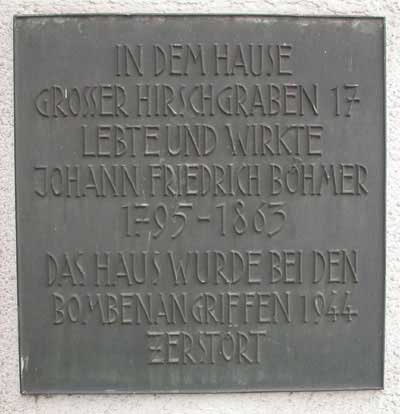 IN DEM HAUSE
GROSSER HIRSCHGRABEN 17
LEBTE UND WIRKTE
JOHANN FRIEDRICH BÖHMER
1795-1863
DAS HAUS WURDE BEI DEN
BOMBENANGRIFFEN 1944
ZERSTÖRT